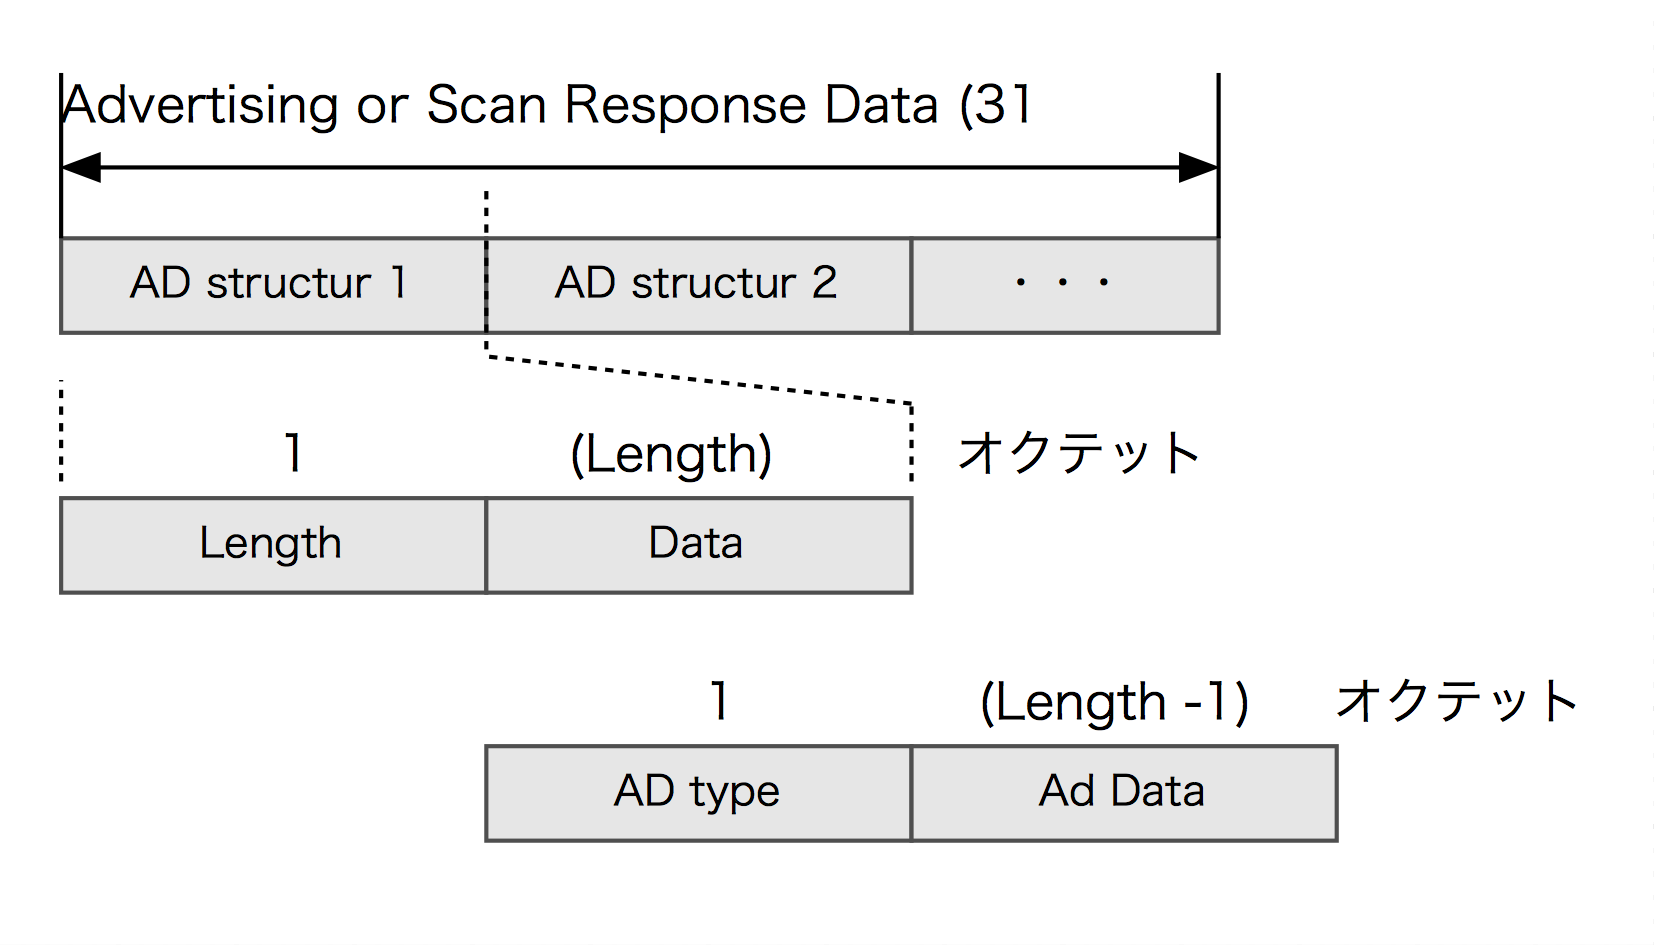 Advertising or Scan Response Data (31
AD structur 1 AD structur 2 ・・・
1 (Length) オクテット
Length Data
1 (Length -1) オクテット
AD type Ad Data